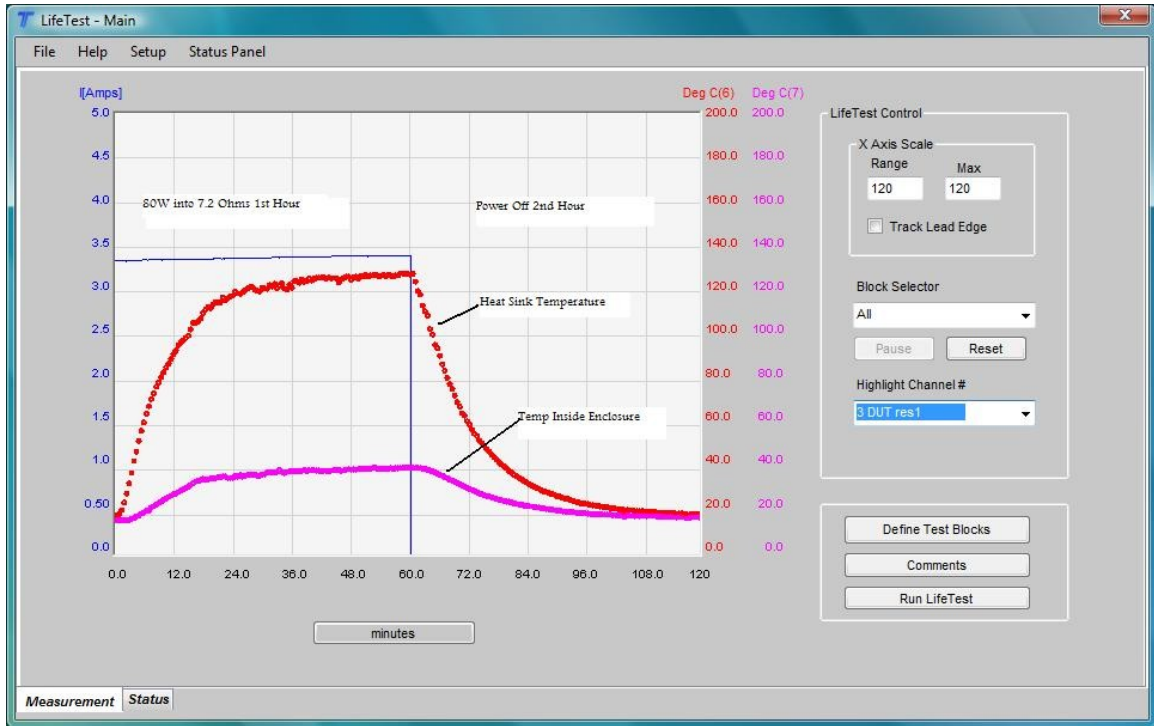 LifeTest - Main
File Help Setup Status Panel
I[Amps] Deg C(6) Deg C(7)
5.0 200.0 200.0
4.5 180.0 180.0
4.0 160.0 160.0
3.5 140.0 140.0
3.0 120.0 120.0
2.5 100.0 100.0
2.0 80.0 80.0
1.5 60.0 60.0
1.0 40.0 40.0
0.50 20.0 20.0
0.0 0.0 0.0
0.0 12.0 24.0 36.0 48.0 60.0 72.0 84.0 96.0 108.0 120
80W into 7.2 Ohms 1st Hour
Power Off 2nd Hour
Heat Sink Temperature
Temp Inside Enclosure
minutes
LifeTest Control
X Axis Scale
Range Max
120 120
Track Lead Edge
Block Selector
All
Pause Reset
Highlight Channel #
3 DUT res1
Define Test Blocks
Comments
Run LifeTest
Measurement Status